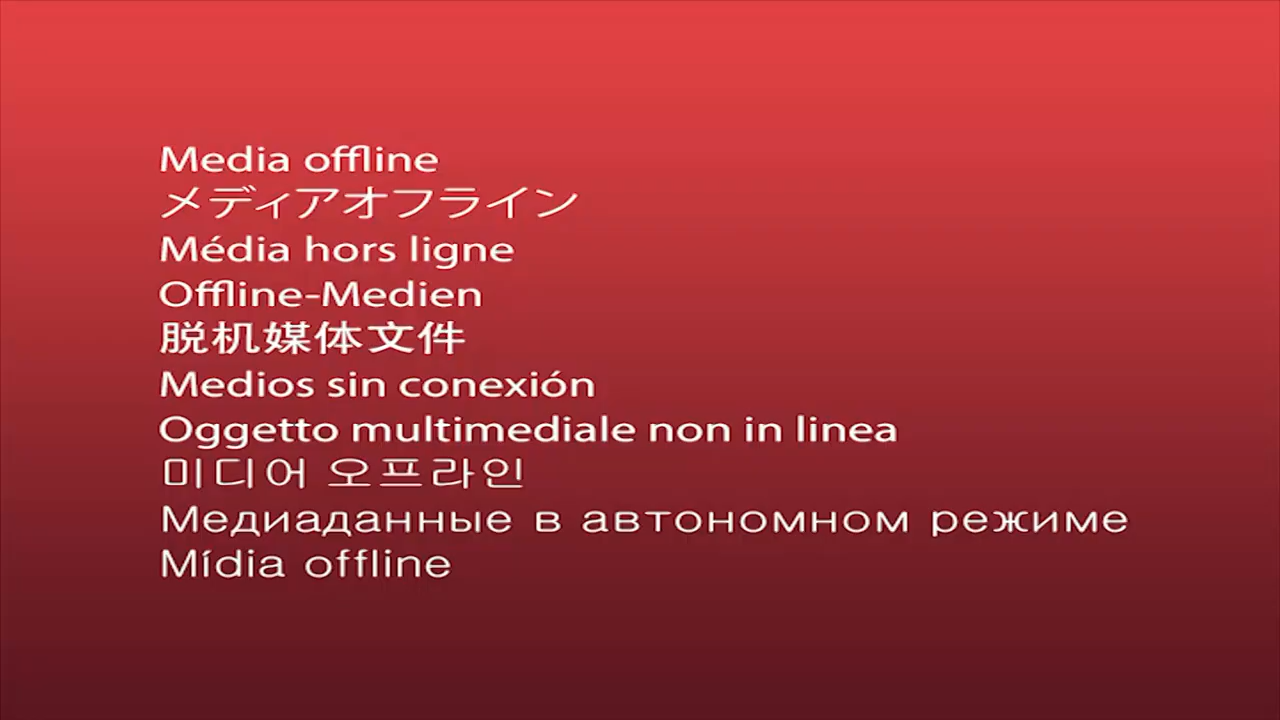 Media offline
メディアオフライン
Média hors ligne
Offline-Medien
脱机媒体文件
Medios sin conexión
Oggetto multimediale non in linea
미디어 오프라인
Медиаданные в автономном режиме
Mídia offline